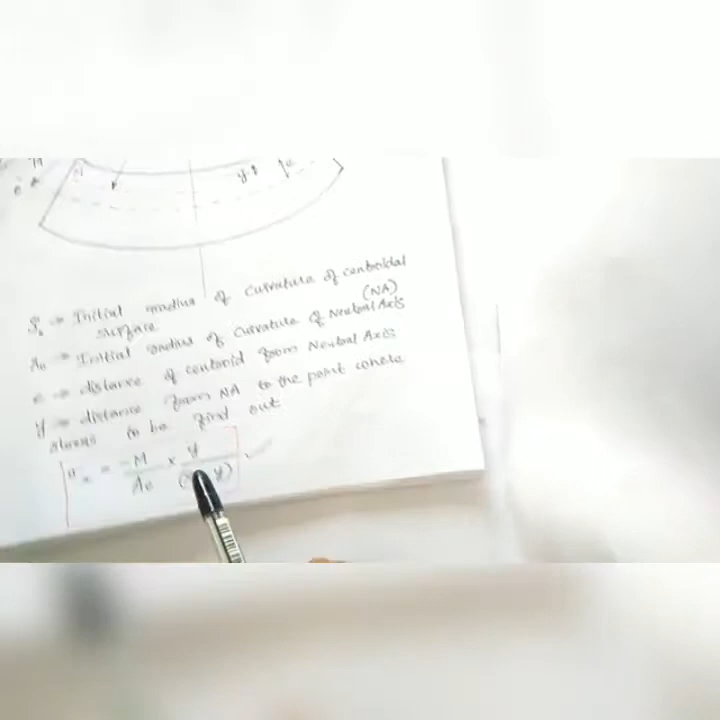 y
e
→ Initial radius of curvature of centroidal
surface (NA)
→ Initial radius of curvature of Neutral Axis
e → distance of centroid from Neutral Axis
y → distance from NA to the point where
stress to be find out
= -M / Ae × y / ( y)